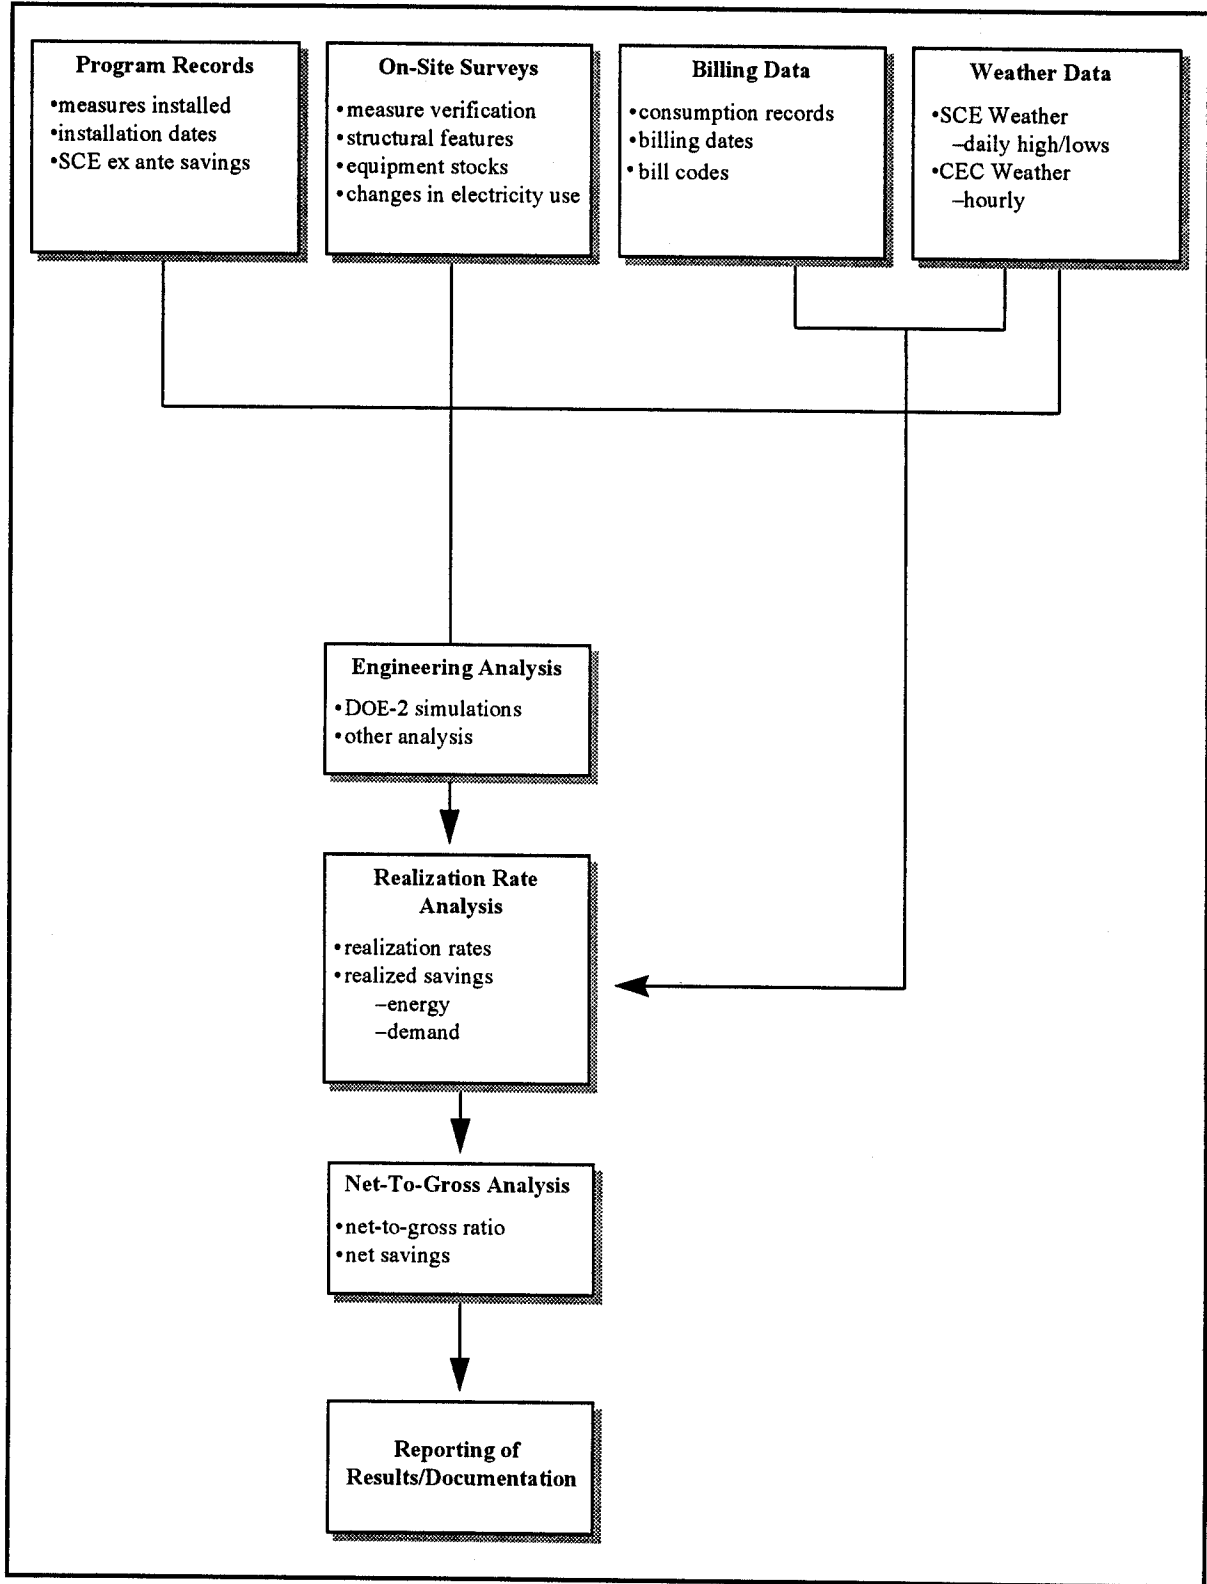 Program Records
•measures installed
•installation dates
•SCE ex ante savings
On-Site Surveys
•measure verification
•structural features
•equipment stocks
•changes in electricity use
Billing Data
•consumption records
•billing dates
•bill codes
Weather Data
•SCE Weather
–daily high/lows
•CEC Weather
–hourly
Engineering Analysis
•DOE-2 simulations
•other analysis
Realization Rate
Analysis
•realization rates
•realized savings
–energy
–demand
Net-To-Gross Analysis
•net-to-gross ratio
•net savings
Reporting of
Results/Documentation